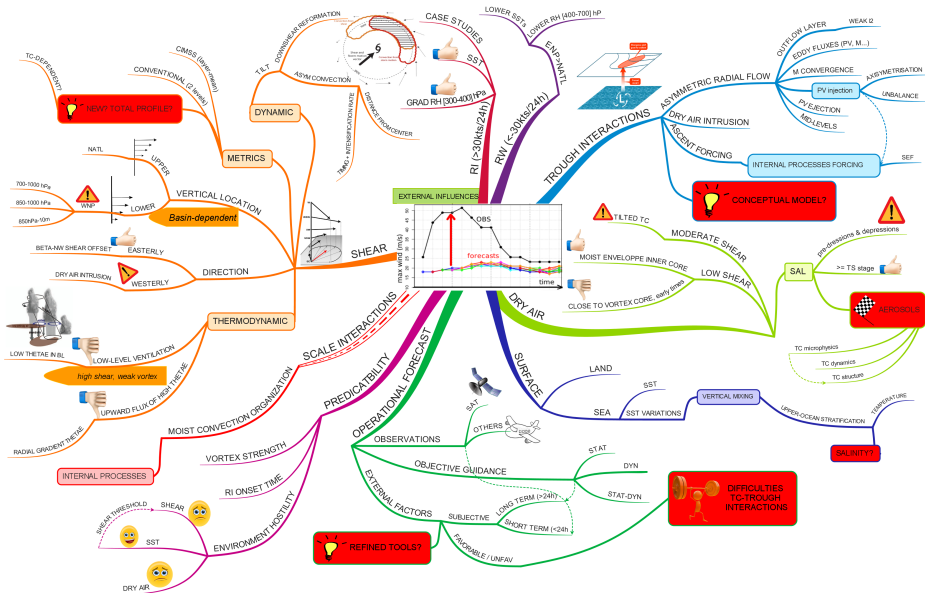 EXTERNAL INFLUENCES
max wind (m/s)
OBS
forecasts
time
CASE STUDIES
SST
GRAD RH [300-400]hPa
RI (>30kts/24h)
LOWER SSTs
LOWER RH [400-700] hP
ENP>NATL
RW (<-30kts/24h)
TROUGH INTERACTIONS
ASYMMETRIC RADIAL FLOW
OUTFLOW LAYER
WEAK I2
EDDY FLUXES (PV, M...)
M CONVERGENCE
PV injection
AXISYMETRISATION
UNBALANCE
PV EJECTION
MID-LEVELS
DRY AIR INTRUSION
ASCENT FORCING
INTERNAL PROCESSES FORCING
SEF
CONCEPTUAL MODEL?
DRY AIR
MODERATE SHEAR
TILTED TC
LOW SHEAR
MOIST ENVELOPPE INNER CORE
CLOSE TO VORTEX CORE, early times
SAL
pre-dressions & depressions
>= TS stage
AEROSOLS
TC microphysics
TC dynamics
TC structure
SURFACE
LAND
SEA
SST
SST VARIATIONS
VERTICAL MIXING
UPPER-OCEAN STRATIFICATION
TEMPERATURE
SALINITY?
OPERATIONAL FORECAST
OBSERVATIONS
SAT
OTHERS
OBJECTIVE GUIDANCE
STAT
DYN
STAT-DYN
EXTERNAL FACTORS
SUBJECTIVE
LONG TERM (>24h)
SHORT TERM (<24h
FAVORABLE / UNFAV
REFINED TOOLS?
DIFFICULTIES
TC-TROUGH
INTERACTIONS
PREDICATBILITY
VORTEX STRENGTH
RI ONSET TIME
ENVIRONMENT HOSTILITY
SHEAR THRESHOLD
SHEAR
SST
DRY AIR
SCALE INTERACTIONS
MOIST CONVECTION ORGANIZATION
INTERNAL PROCESSES
SHEAR
DYNAMIC
TILT
DOWNSHEAR REFORMATION
ASYM CONVECTION
TIMING + INTENSIFICATION RATE
DISTANCE FROM CENTER
METRICS
CIMSS (layer-mean)
CONVENTIONAL (2 levels)
NEW? TOTAL PROFILE?
TC-DEPENDENT?
VERTICAL LOCATION
UPPER
NATL
LOWER
WNP
700-1000 hPa
850-1000 hPa
850hPa-10m
Basin-dependent
DIRECTION
EASTERLY
BETA-NW SHEAR OFFSET
WESTERLY
DRY AIR INTRUSION
THERMODYNAMIC
LOW-LEVEL VENTILATION
LOW THETAE IN BL
high shear, weak vortex
UPWARD FLUX OF HIGH THETAE
RADIAL GRADIENT THETAE